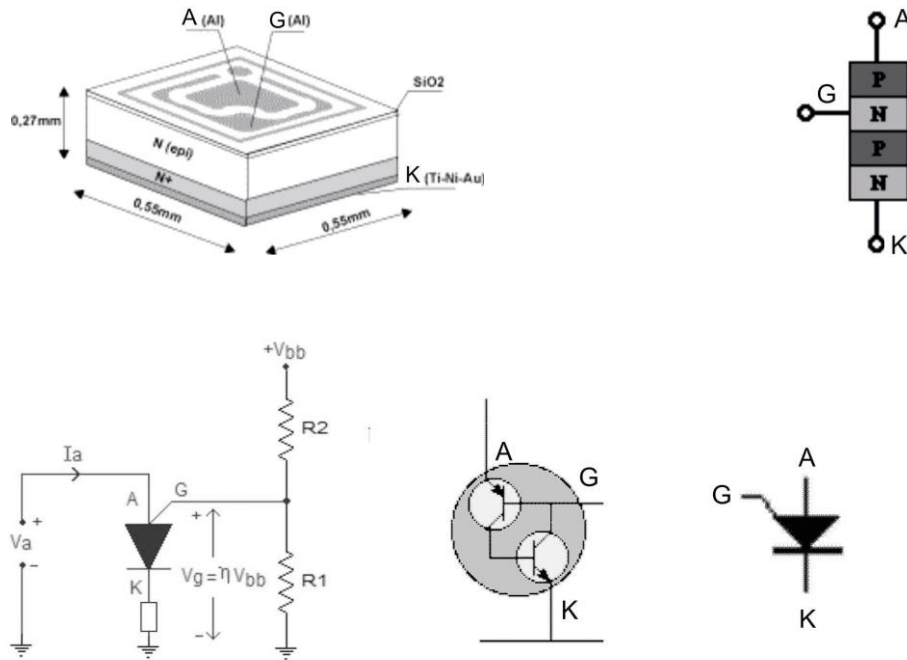 A (Al) G (Al)
SiO2
0,27mm
N (epi)
N+
K (Ti-Ni-Au)
0,55mm
0,55mm
A
P
G
N
P
N
K
+Vbb
R2
Ia
A
G
+
Va
-
+
Vg=ηVbb
-
R1
K
A
G
K
A
G
K